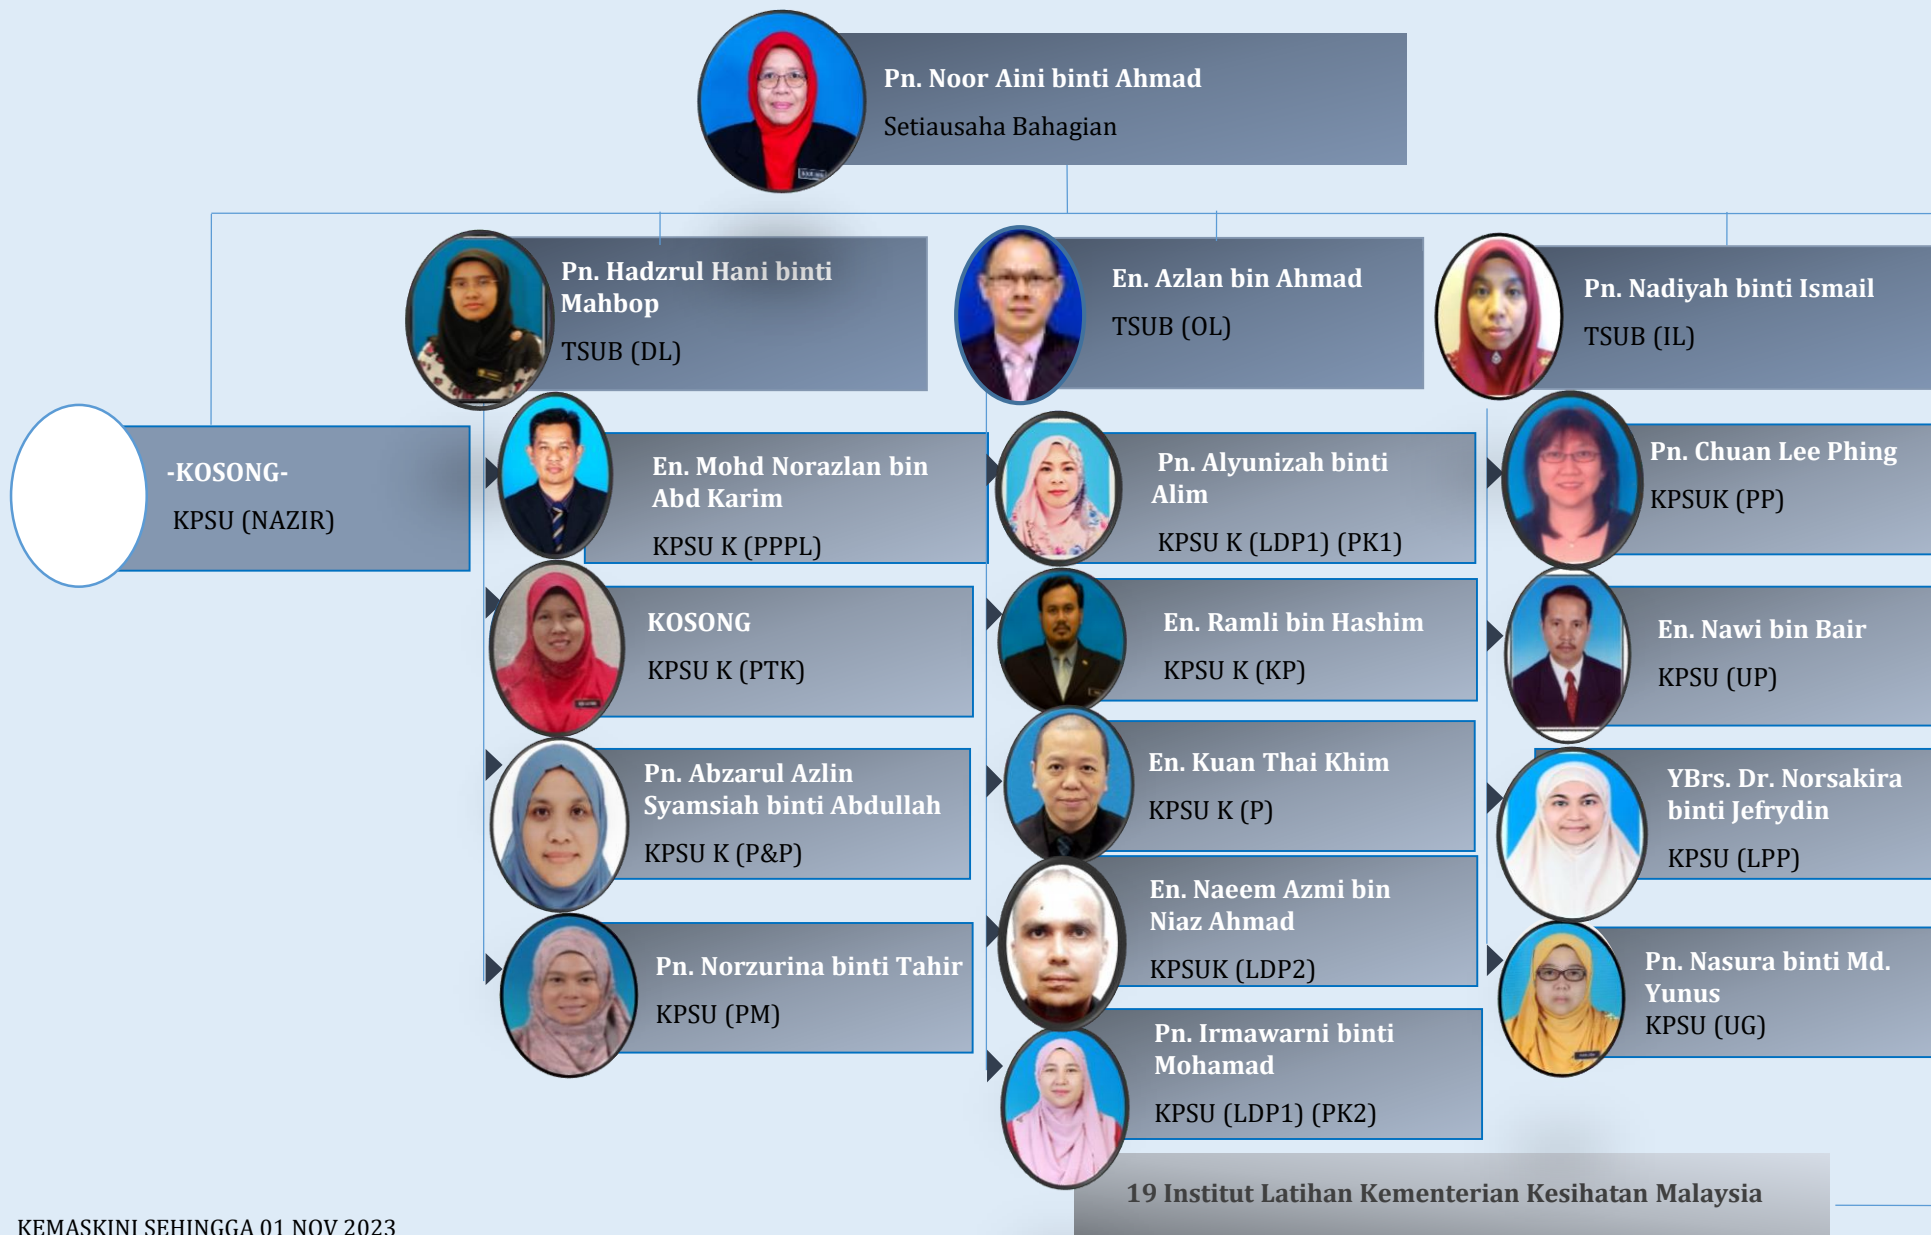 Pn. Noor Aini binti Ahmad
Setiausaha Bahagian
Pn. Hadzrul Hani binti
Mahbop
TSUB (DL)
En. Azlan bin Ahmad
TSUB (OL)
Pn. Nadiyah binti Ismail
TSUB (IL)
-KOSONG-
KPSU (NAZIR)
En. Mohd Norazlan bin
Abd Karim
KPSU K (PPPL)
KOSONG
KPSU K (PTK)
Pn. Abzarul Azlin
Syamsiah binti Abdullah
KPSU K (P&P)
Pn. Norzurina binti Tahir
KPSU (PM)
Pn. Alyunizah binti
Alim
KPSU K (LDP1) (PK1)
En. Ramli bin Hashim
KPSU K (KP)
En. Kuan Thai Khim
KPSU K (P)
En. Naeem Azmi bin
Niaz Ahmad
KPSUK (LDP2)
Pn. Irmawarni binti
Mohamad
KPSU (LDP1) (PK2)
Pn. Chuan Lee Phing
KPSUK (PP)
En. Nawi bin Bair
KPSU (UP)
YBrs. Dr. Norsakira
binti Jefrydin
KPSU (LPP)
Pn. Nasura binti Md.
Yunus
KPSU (UG)
19 Institut Latihan Kementerian Kesihatan Malaysia
KEMASKINI SEHINGGA 01 NOV 2023